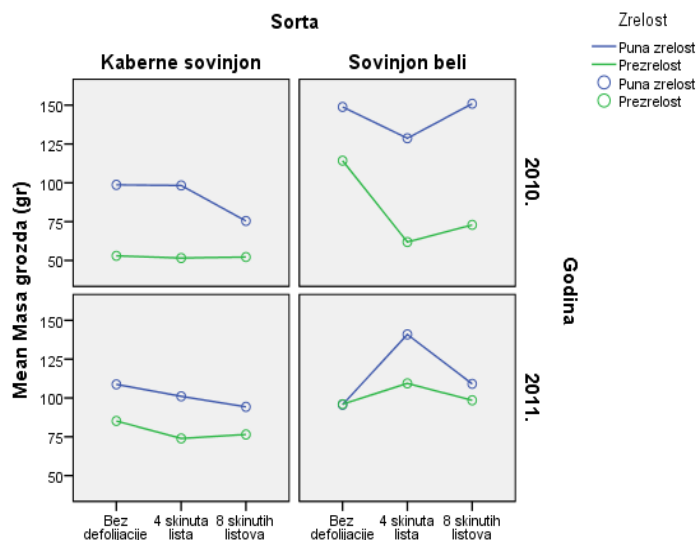 Sorta
Kaberne sovinjon
Sovinjon beli
Zrelost
Puna zrelost
Prezrelost
Puna zrelost
Prezrelost
Mean Masa grozda (gr)
150
125
100
75
50
150
125
100
75
50
2010.
2011.
Godina
Bez
defolijacije
4 skinuta
lista
8 skinutih
listova
Bez
defolijacije
4 skinuta
lista
8 skinutih
listova